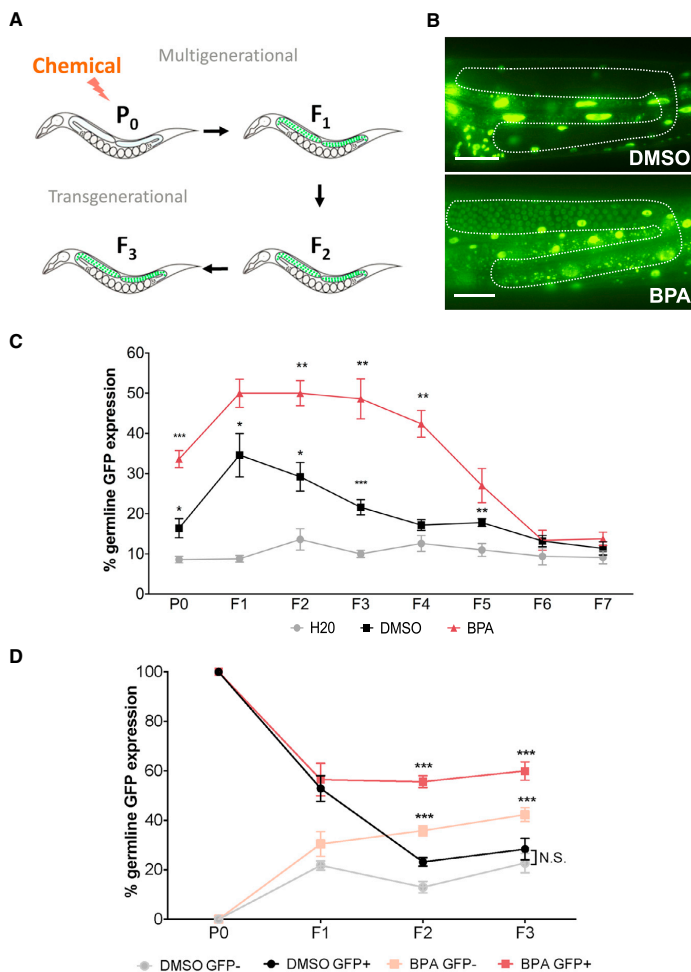 A
Multigenerational
Chemical
P0
F1
Transgenerational
F3
F2
B
DMSO
BPA
C
% germline GFP expression
60
50
40
30
20
10
0
***
*
**
*
**
***
**
**
*
P0 F1 F2 F3 F4 F5 F6 F7
H20 DMSO BPA
D
% germline GFP expression
100
80
60
40
20
0
***
***
***
***
N.S.
P0 F1 F2 F3
DMSO GFP- DMSO GFP+ BPA GFP- BPA GFP+